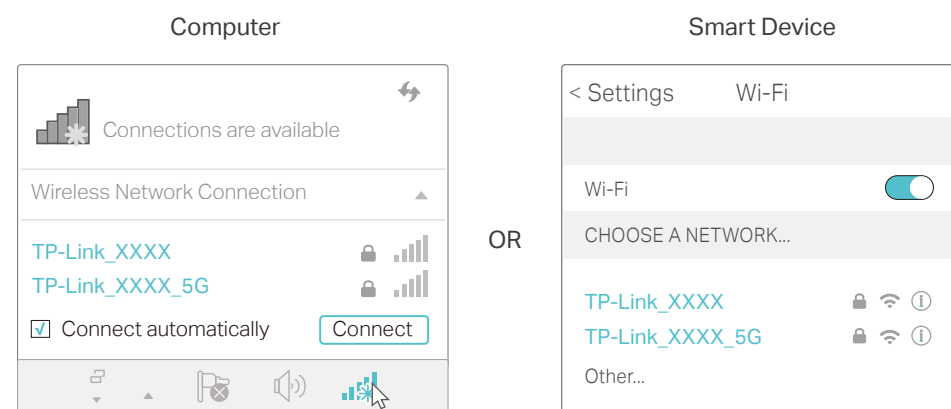 Computer
Connections are available
Wireless Network Connection
TP-Link_XXXX
TP-Link_XXXX_5G
Connect automatically
Connect
OR
Smart Device
< Settings
Wi-Fi
Wi-Fi
CHOOSE A NETWORK...
TP-Link_XXXX
TP-Link_XXXX_5G
Other...